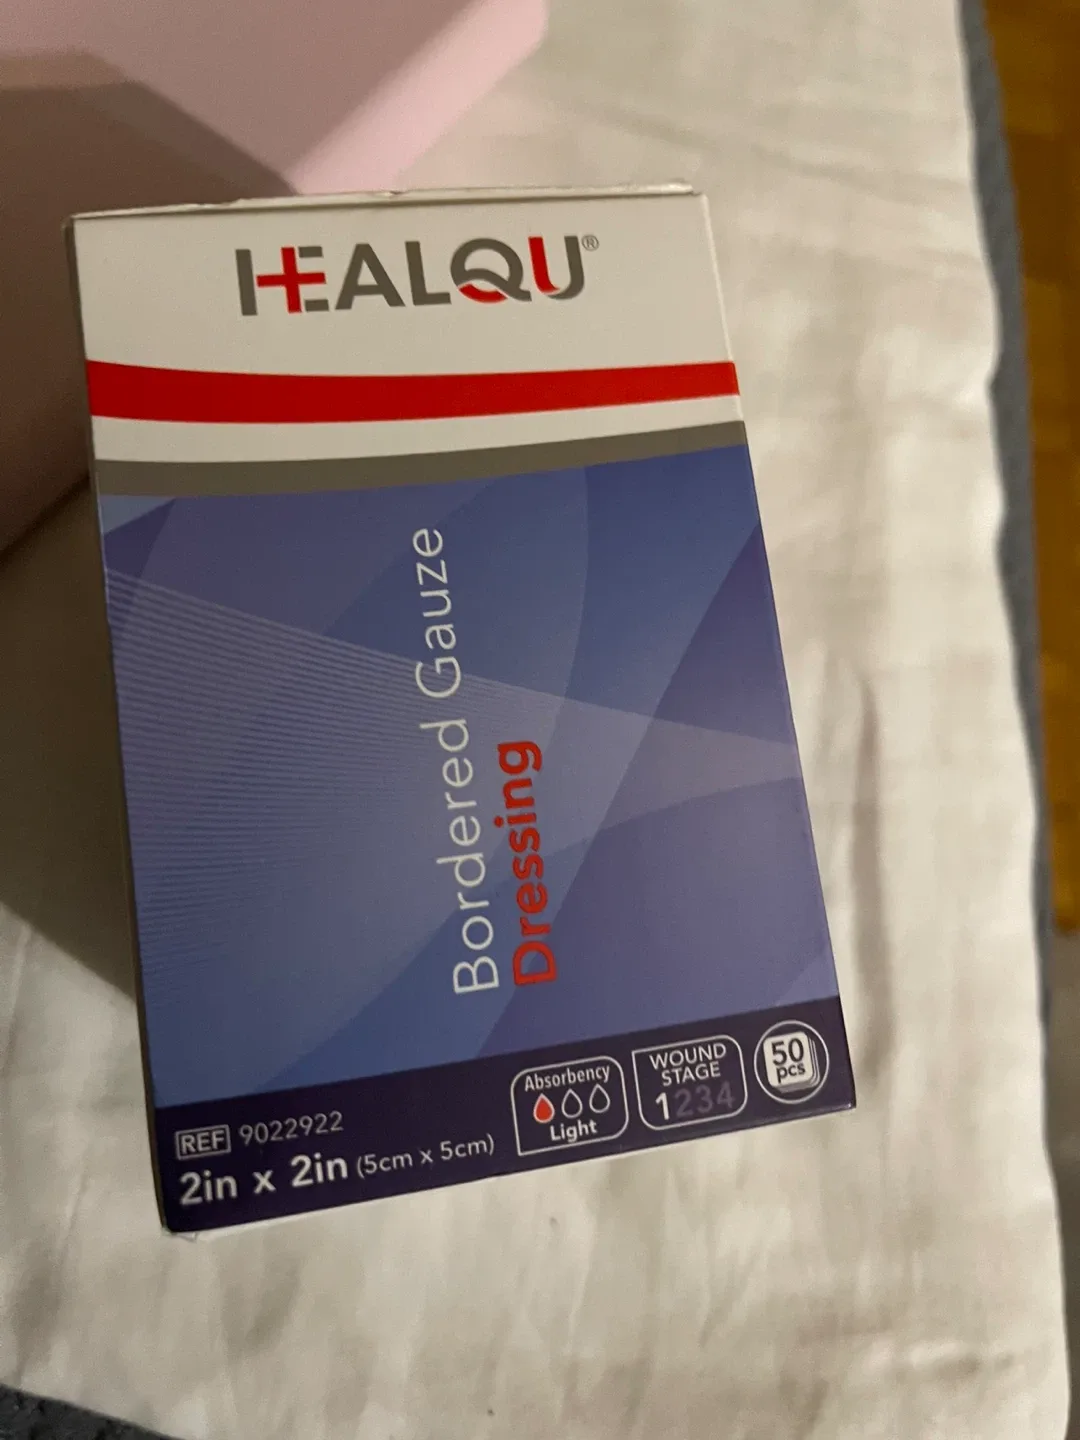 HEALQU®
Bordered Gauze
Dressing
REF 9022922
2in x 2in (5cm x 5cm)
Absorbency
Light
WOUND
STAGE
1234
50
pcs